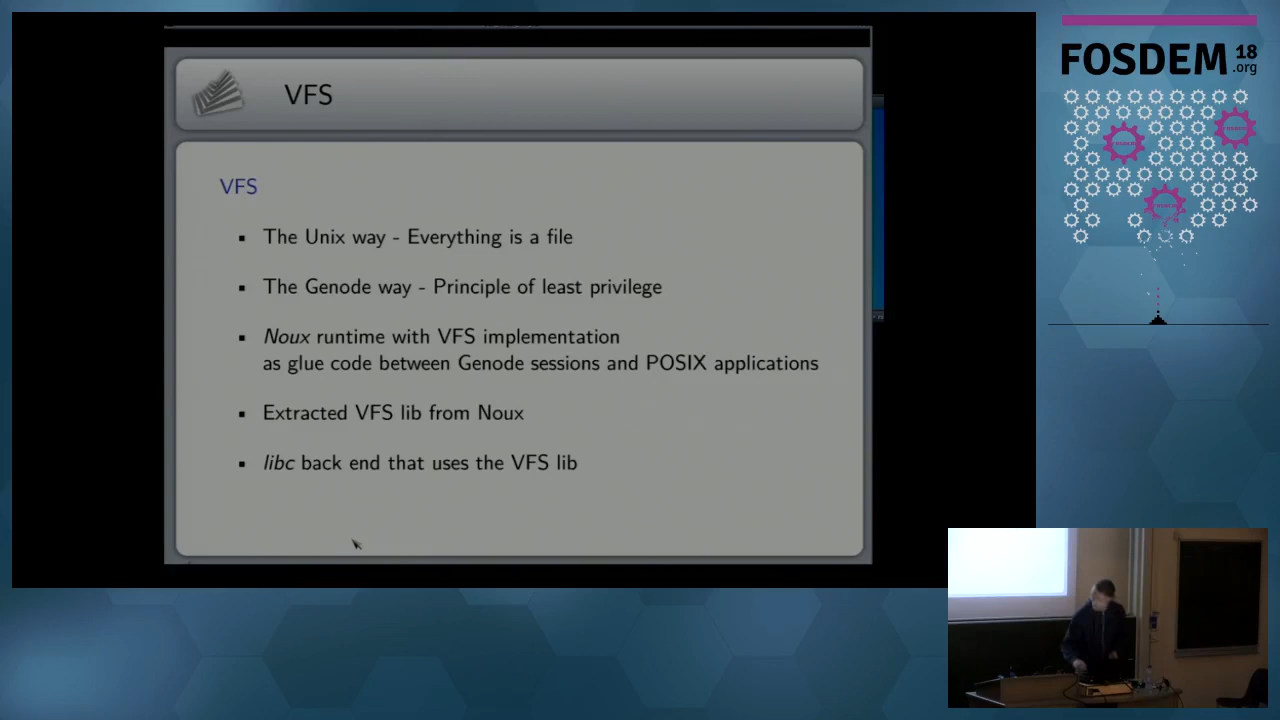 VFS
VFS
▪ The Unix way - Everything is a file
▪ The Genode way - Principle of least privilege
▪ Noux runtime with VFS implementation
as glue code between Genode sessions and POSIX applications
▪ Extracted VFS lib from Noux
▪ libc back end that uses the VFS lib
FOSDEM 18
.org